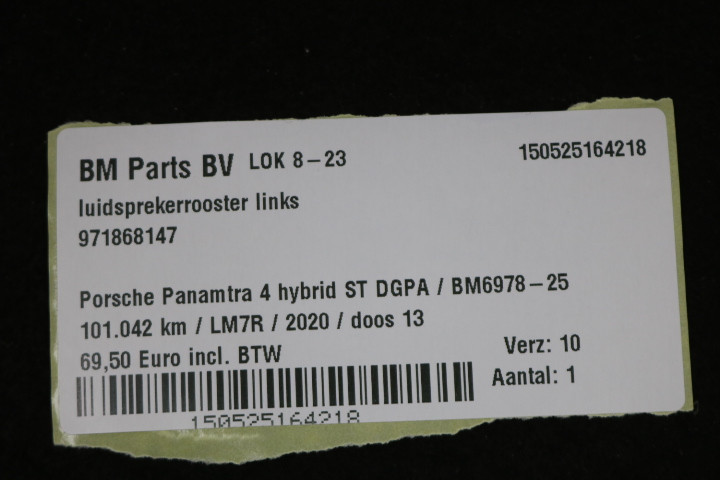 BM Parts BV LOK 8-23 150525164218
luidsprekerrooster links
971868147
Porsche Panamtra 4 hybrid ST DGPA / BM6978-25
101.042 km / LM7R / 2020 / doos 13
69,50 Euro incl. BTW Verz: 10
Aantal: 1
150525164218